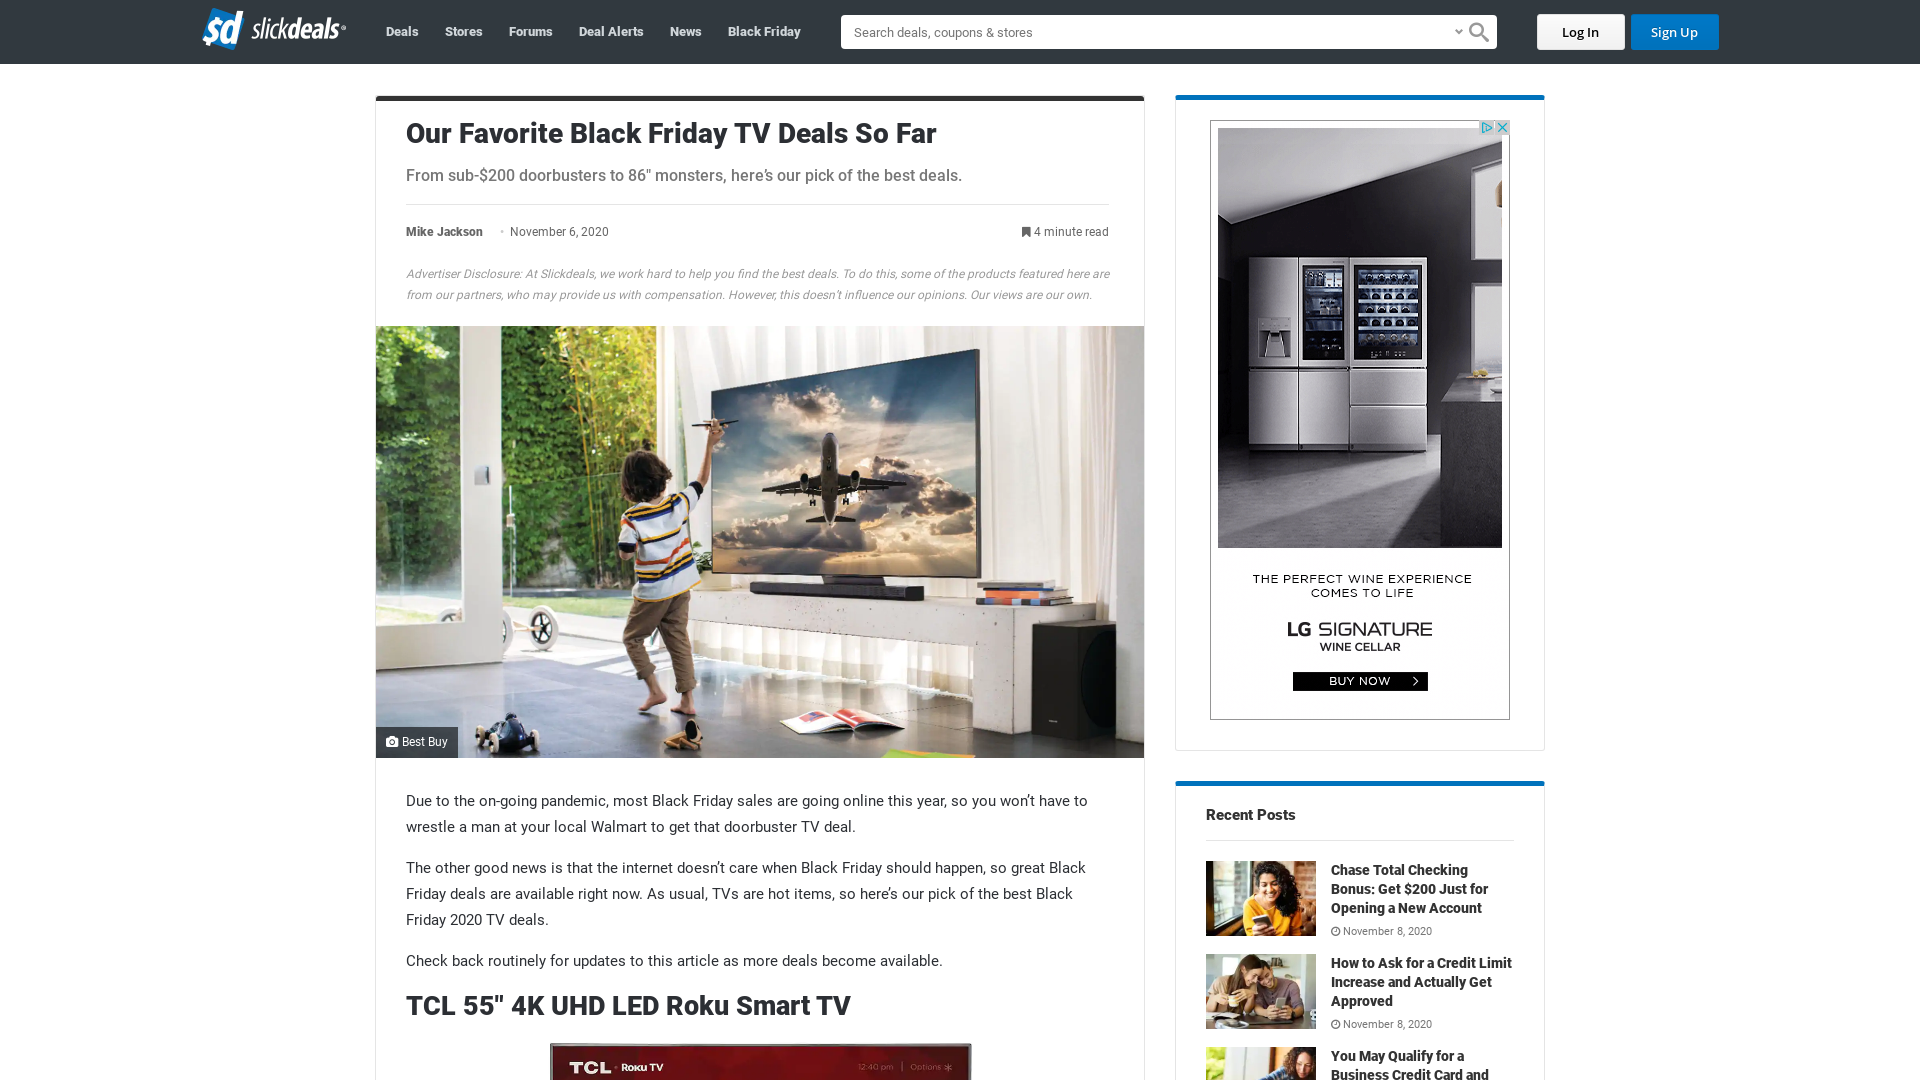 sd slickdeals
Deals
Stores
Forums
Deal Alerts
News
Black Friday
Search deals, coupons & stores
Log In
Sign Up
Our Favorite Black Friday TV Deals So Far
From sub-$200 doorbusters to 86" monsters, here’s our pick of the best deals.
Mike Jackson • November 6, 2020
4 minute read
Advertiser Disclosure: At Slickdeals, we work hard to help you find the best deals. To do this, some of the products featured here are
from our partners, who may provide us with compensation. However, this doesn’t influence our opinions. Our views are our own.
Best Buy
Due to the on-going pandemic, most Black Friday sales are going online this year, so you won’t have to
wrestle a man at your local Walmart to get that doorbuster TV deal.
The other good news is that the internet doesn’t care when Black Friday should happen, so great Black
Friday deals are available right now. As usual, TVs are hot items, so here’s our pick of the best Black
Friday 2020 TV deals.
Check back routinely for updates to this article as more deals become available.
TCL 55" 4K UHD LED Roku Smart TV
TCL • Roku TV
12:40 pm | Options
THE PERFECT WINE EXPERIENCE
COMES TO LIFE
LG SIGNATURE
WINE CELLAR
BUY NOW
Recent Posts
Chase Total Checking
Bonus: Get $200 Just for
Opening a New Account
November 8, 2020
How to Ask for a Credit Limit
Increase and Actually Get
Approved
November 8, 2020
You May Qualify for a
Business Credit Card and